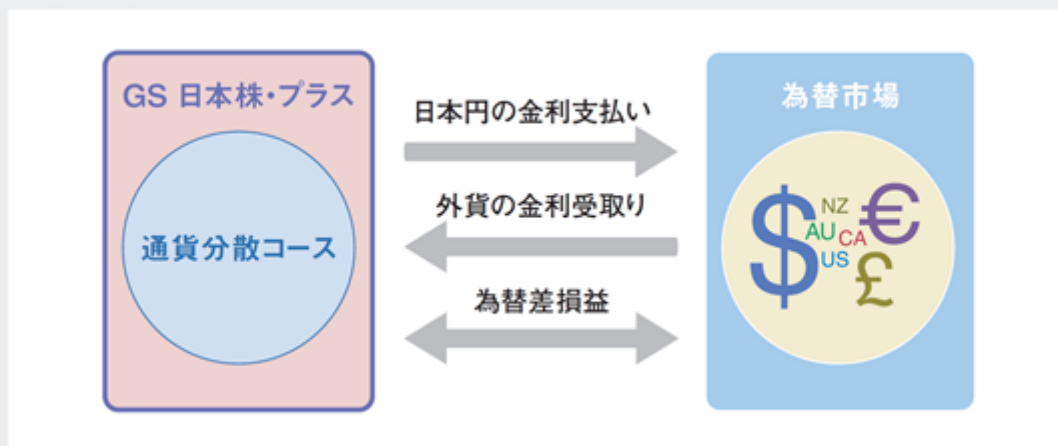 GS 日本株・プラス
通貨分散コース
日本円の金利支払い
外貨の金利受取り
為替差損益
為替市場
$
NZ
AU
CA
US
€
£